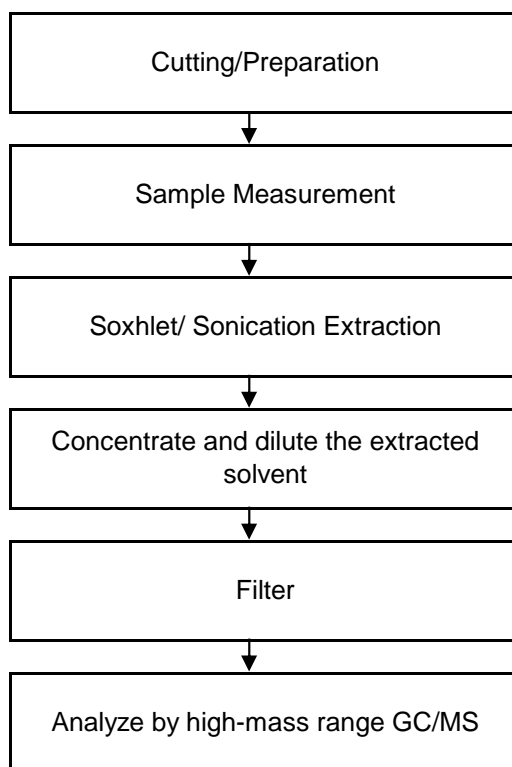 Cutting/Preparation
Sample Measurement
Soxhlet/ Sonication Extraction
Concentrate and dilute the extracted
solvent
Filter
Analyze by high-mass range GC/MS